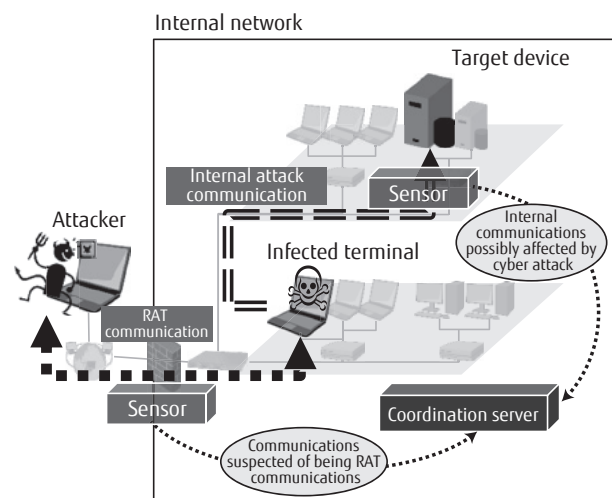 Internal network
Target device
Internal attack
communication
Sensor
Attacker
Internal
communications
possibly affected by
cyber attack
Infected terminal
RAT
communication
Sensor
Coordination server
Communications
suspected of being RAT
communications